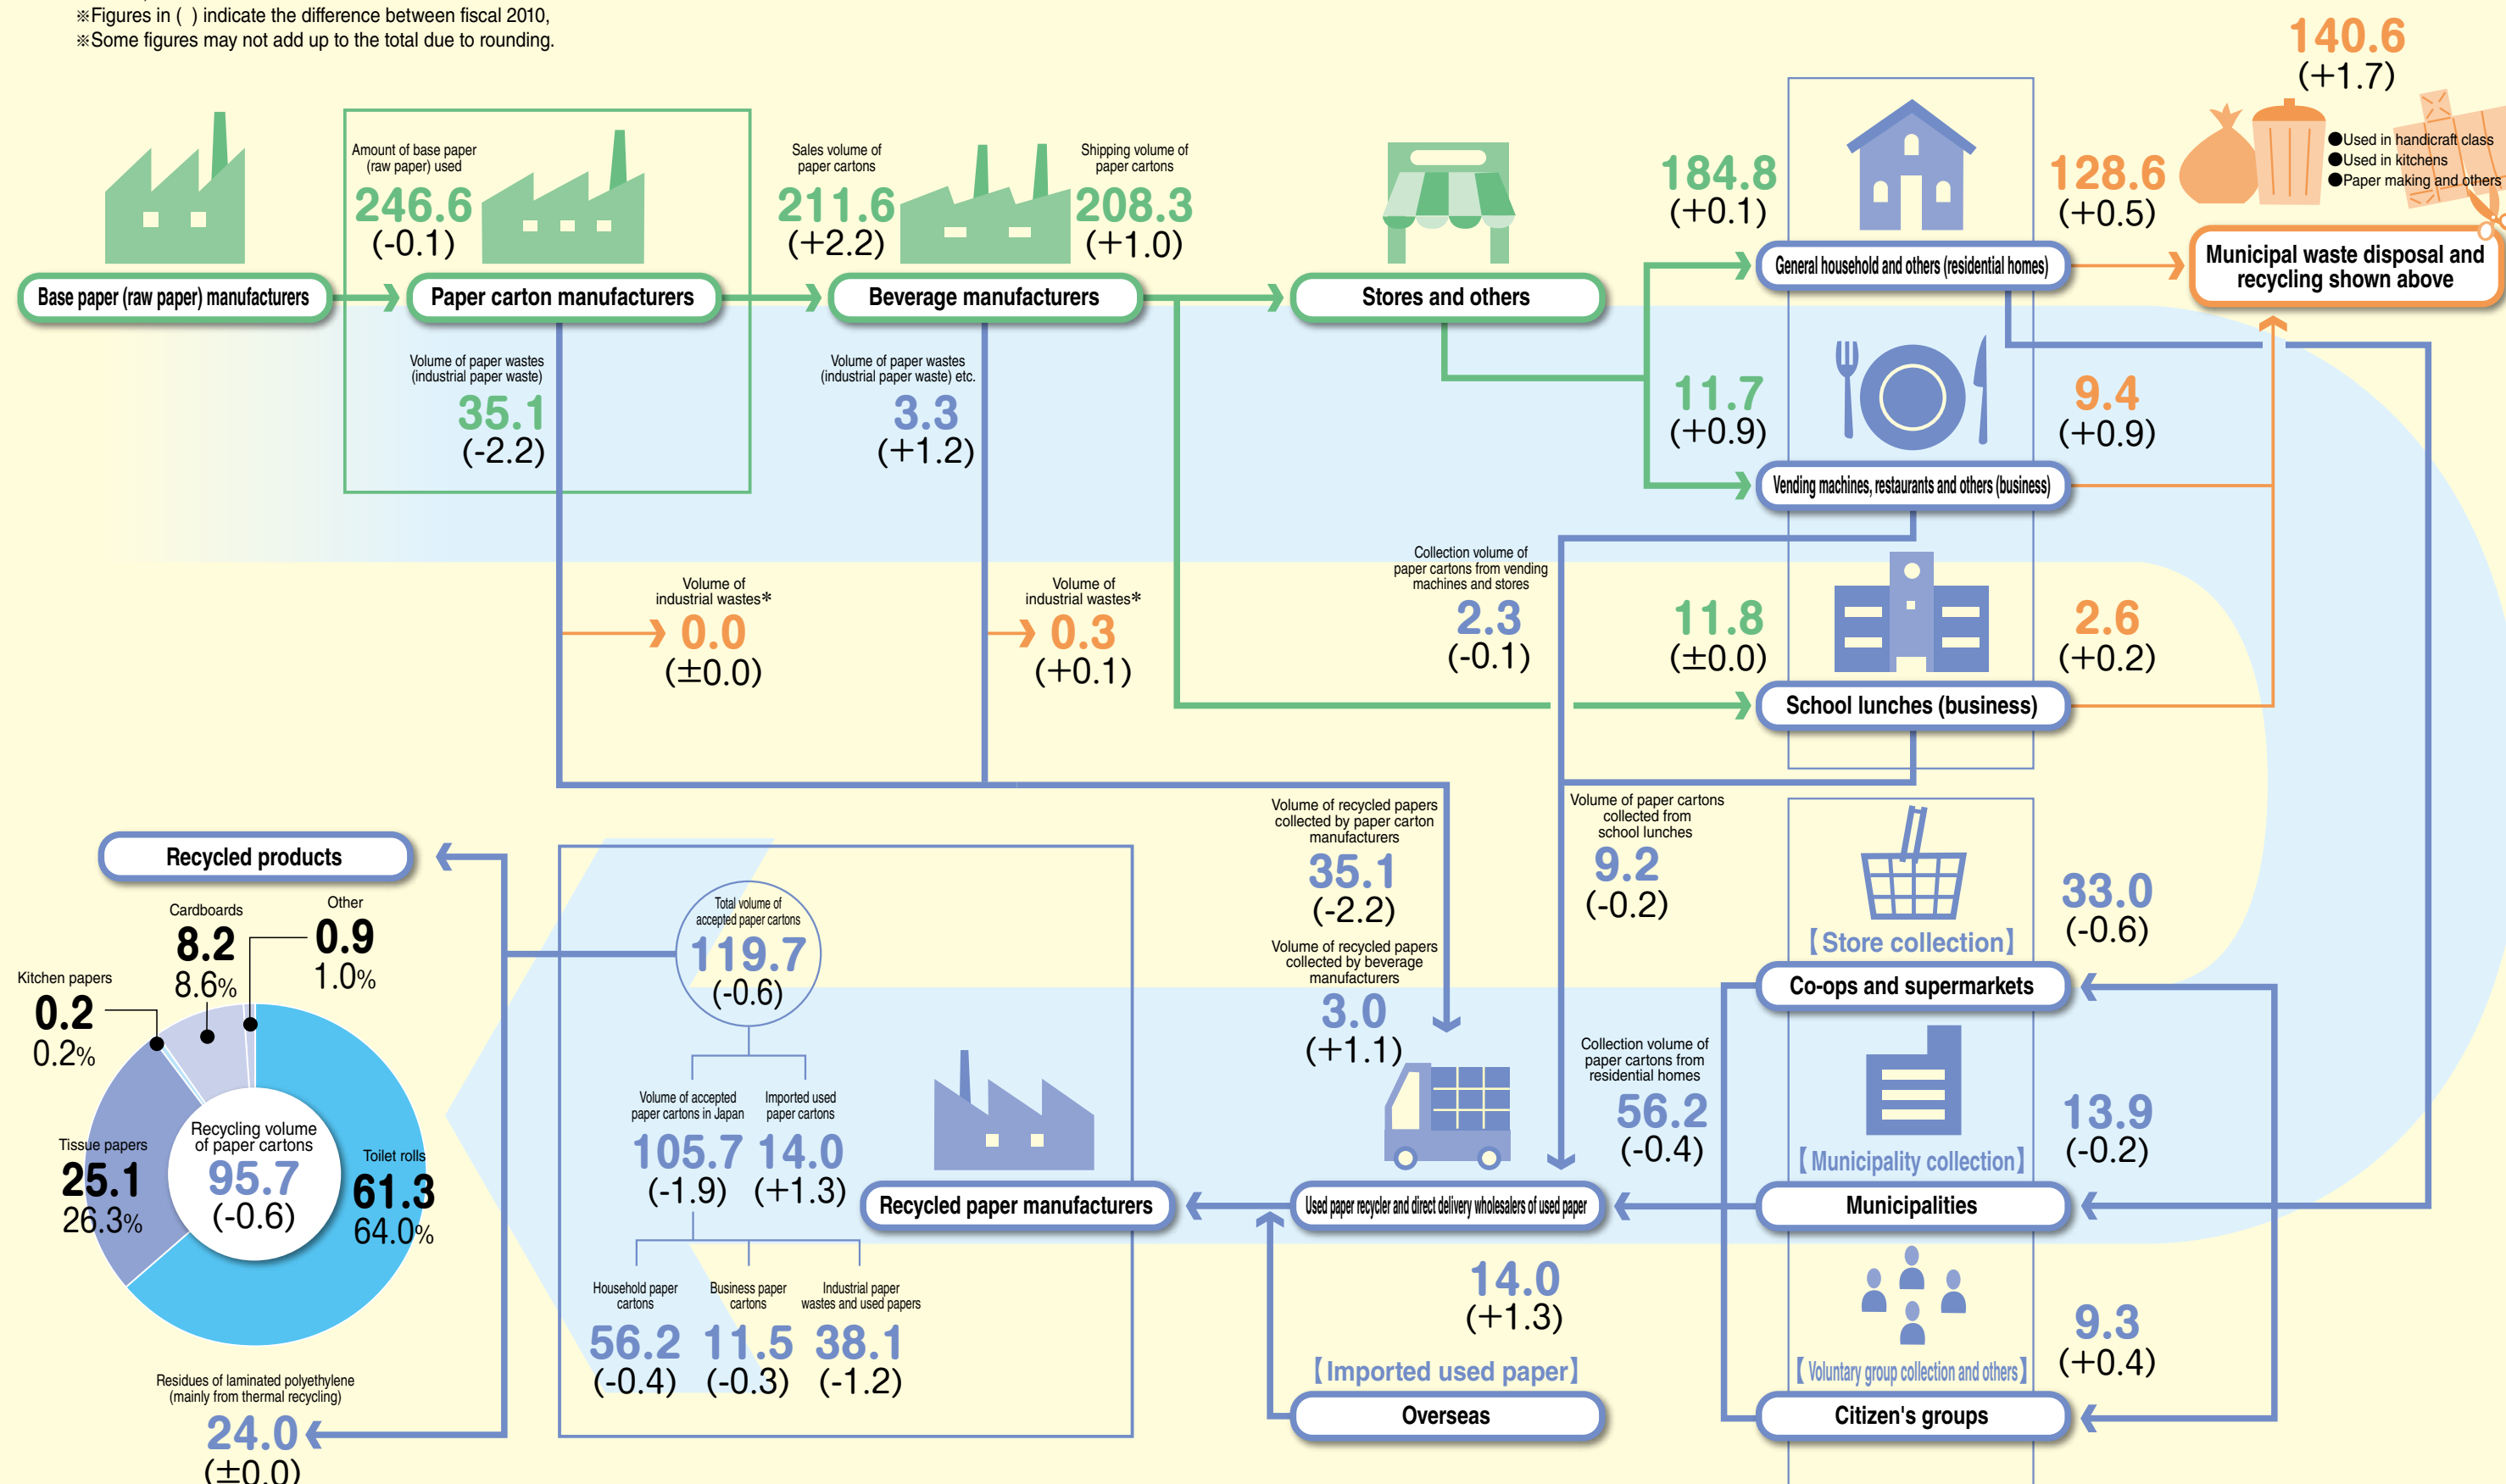 ※Figures in ( ) indicate the difference between fiscal 2010,
※Some figures may not add up to the total due to rounding.
140.6
(+1.7)
●Used in handicraft class
●Used in kitchens
●Paper making and others
Municipal waste disposal and
recycling shown above
Base paper (raw paper) manufacturers
Amount of base paper
(raw paper) used
246.6
(-0.1)
Paper carton manufacturers
Volume of paper wastes
(industrial paper waste)
35.1
(-2.2)
Sales volume of
paper cartons
211.6
(+2.2)
Shipping volume of
paper cartons
208.3
(+1.0)
Beverage manufacturers
Volume of paper wastes
(industrial paper waste) etc.
3.3
(+1.2)
Stores and others
184.8
(+0.1)
128.6
(+0.5)
General household and others (residential homes)
11.7
(+0.9)
9.4
(+0.9)
Vending machines, restaurants and others (business)
Volume of
industrial wastes*
0.0
(±0.0)
Volume of
industrial wastes*
0.3
(+0.1)
Collection volume of
paper cartons from vending
machines and stores
2.3
(-0.1)
11.8
(±0.0)
2.6
(+0.2)
School lunches (business)
Volume of recycled papers
collected by paper carton
manufacturers
35.1
(-2.2)
Volume of recycled papers
collected by beverage
manufacturers
3.0
(+1.1)
Volume of paper cartons
collected from
school lunches
9.2
(-0.2)
33.0
(-0.6)
【Store collection】
Co-ops and supermarkets
Collection volume of
paper cartons from
residential homes
56.2
(-0.4)
13.9
(-0.2)
【Municipality collection】
Municipalities
9.3
(+0.4)
【Voluntary group collection and others】
Citizen's groups
Used paper recycler and direct delivery wholesalers of used paper
14.0
(+1.3)
【Imported used paper】
Overseas
Recycled paper manufacturers
Total volume of
accepted paper cartons
119.7
(-0.6)
Volume of accepted
paper cartons in Japan
105.7
(-1.9)
Imported used
paper cartons
14.0
(+1.3)
Household paper
cartons
56.2
(-0.4)
Business paper
cartons
11.5
(-0.3)
Industrial paper
wastes and used papers
38.1
(-1.2)
Recycled products
Other
0.9
1.0%
Cardboards
8.2
8.6%
Kitchen papers
0.2
0.2%
Tissue papers
25.1
26.3%
Recycling volume
of paper cartons
95.7
(-0.6)
Toilet rolls
61.3
64.0%
Residues of laminated polyethylene
(mainly from thermal recycling)
24.0
(±0.0)